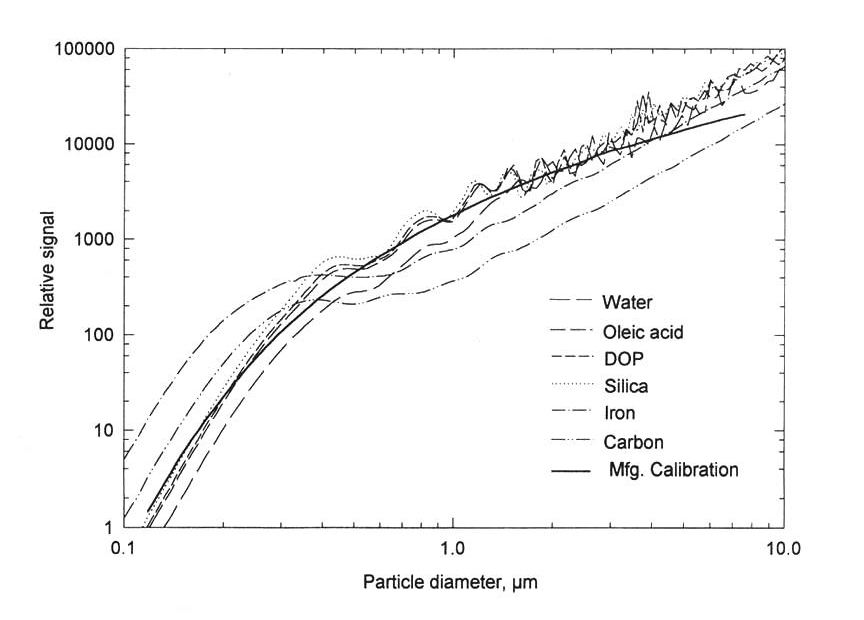 100000
10000
1000
100
10
1
Relative signal
Water
Oleic acid
DOP
Silica
Iron
Carbon
Mfg. Calibration
0.1 1.0 10.0
Particle diameter, µm